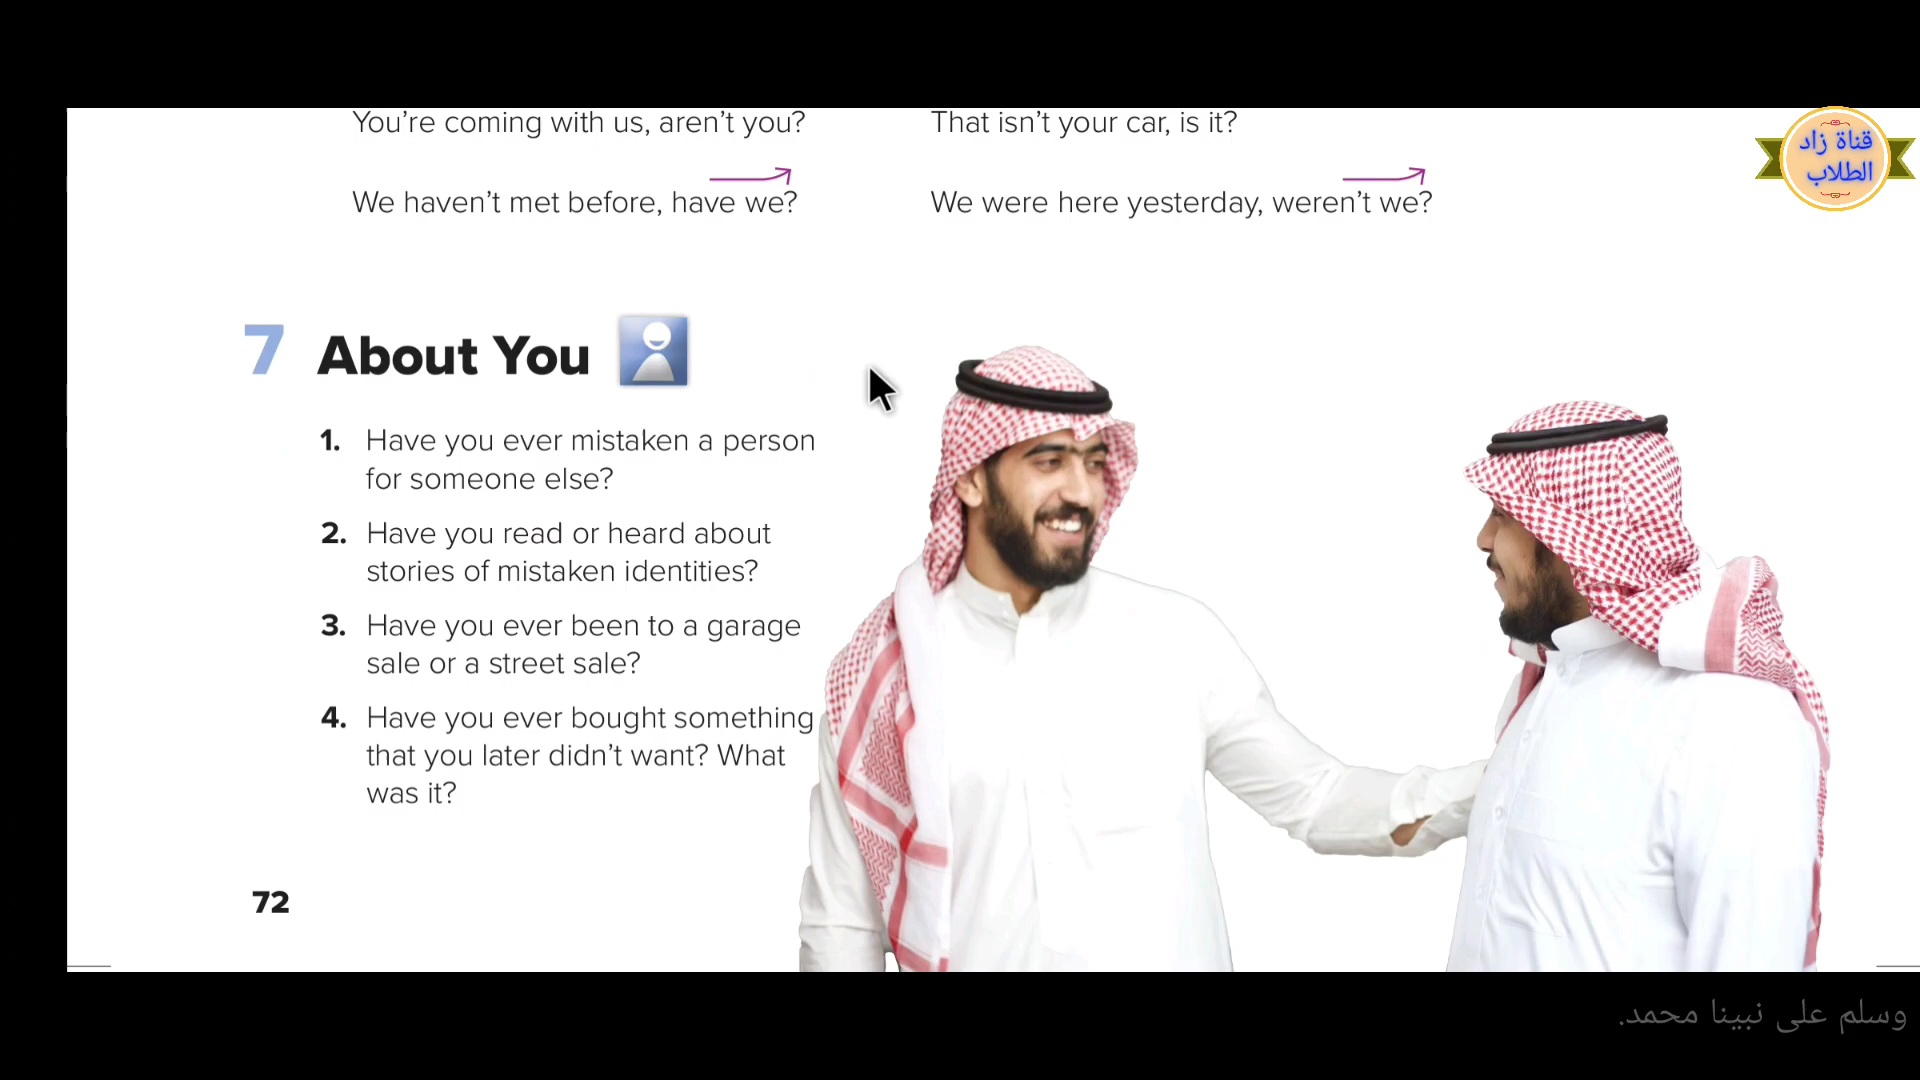 You're coming with us, aren't you?
That isn't your car, is it?
We haven't met before, have we?
We were here yesterday, weren't we?
قناة زاد
الطلاب
7 About You
1. Have you ever mistaken a person
for someone else?
2. Have you read or heard about
stories of mistaken identities?
3. Have you ever been to a garage
sale or a street sale?
4. Have you ever bought something
that you later didn't want? What
was it?
72
وسلم على نبينا محمد.